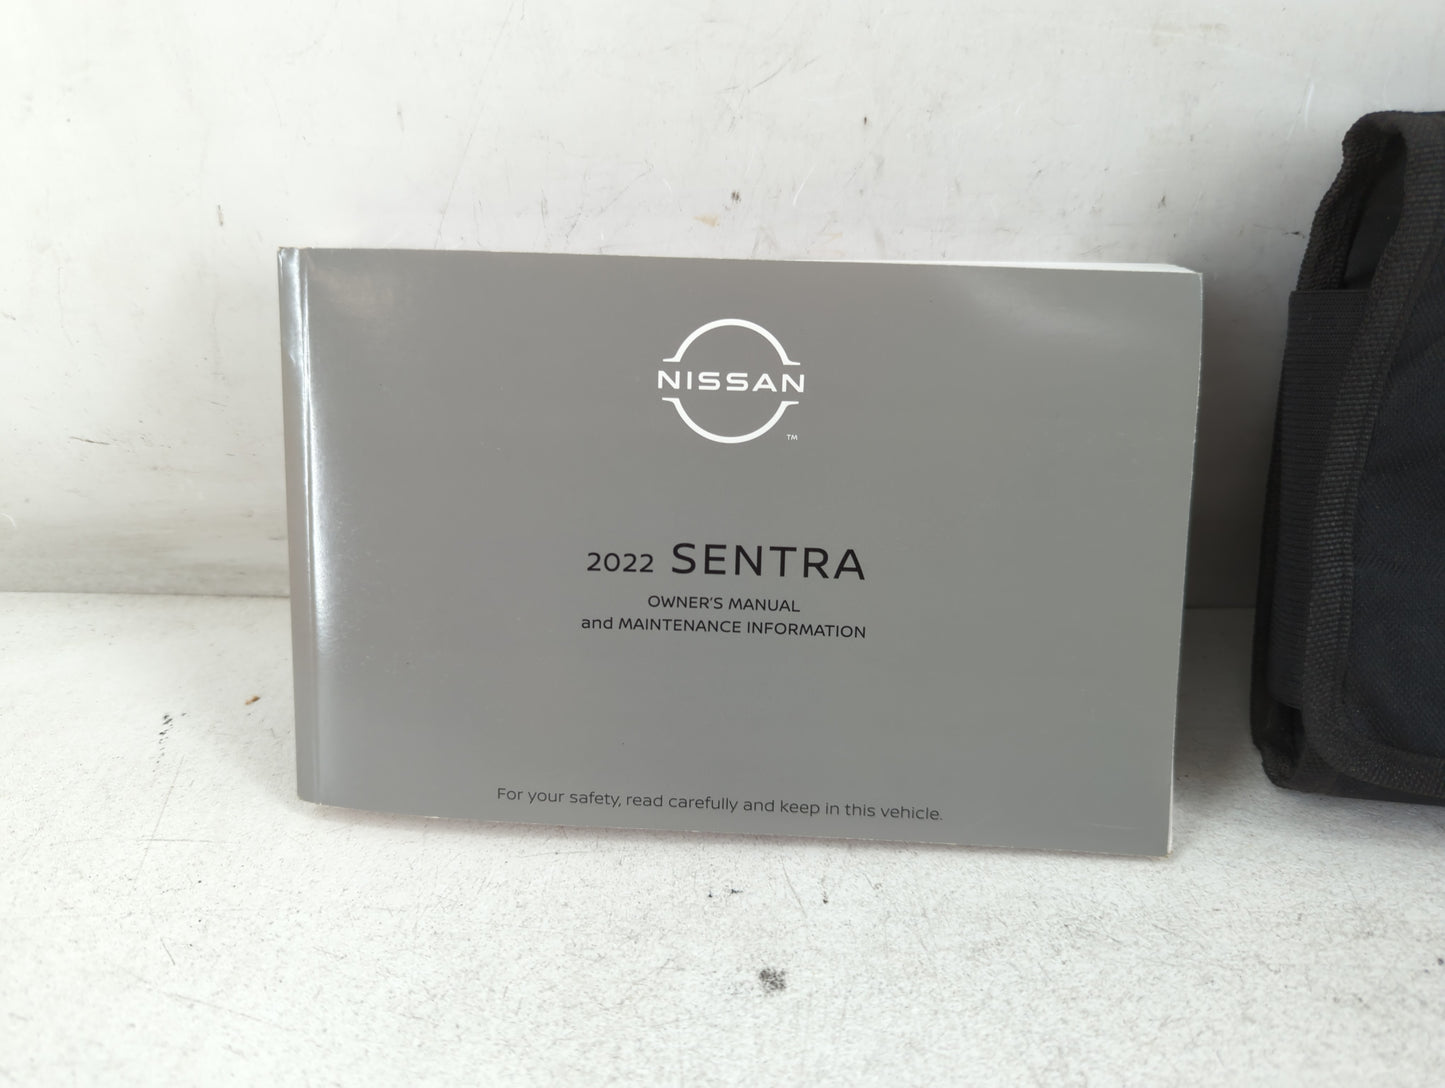 NISSAN
TM
2022 SENTRA
OWNER'S MANUAL
and MAINTENANCE INFORMATION
For your safety, read carefully and keep in this vehicle.